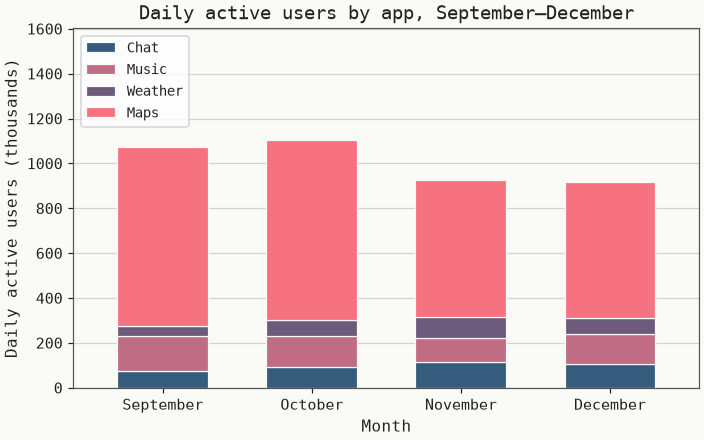 Daily active users by app, September–December
Daily active users (thousands)
1600
1400
1200
1000
800
600
400
200
0
Chat
Music
Weather
Maps
September
October
November
December
Month